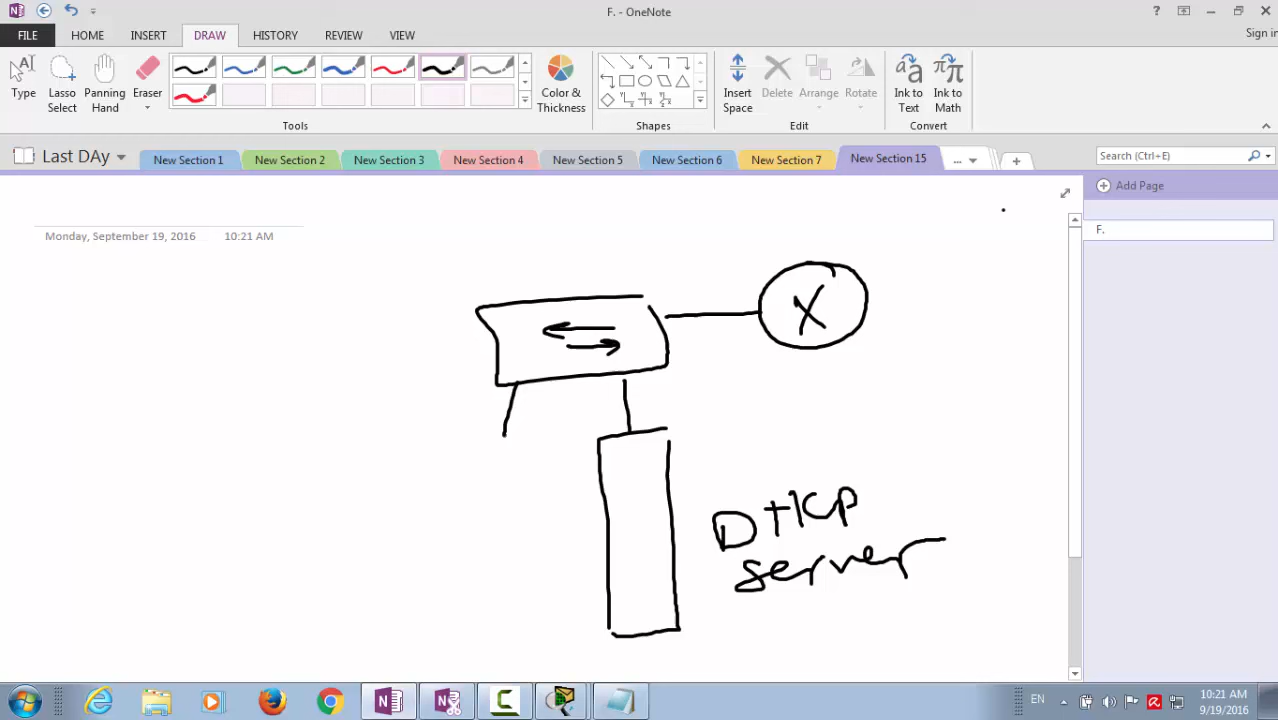 F. - OneNote
Sign in
FILE HOME INSERT DRAW HISTORY REVIEW VIEW
Type
Lasso Select
Panning Hand
Eraser
Color & Thickness
Insert Space
Delete
Arrange
Rotate
Ink to Text
Ink to Math
Tools Shapes Edit Convert
Last DAy New Section 1 New Section 2 New Section 3 New Section 4 New Section 5 New Section 6 New Section 7 New Section 15 ... Search (Ctrl+E)
Add Page
F.
Monday, September 19, 2016 10:21 AM
X
DHCP
server
EN 10:21 AM
9/19/2016